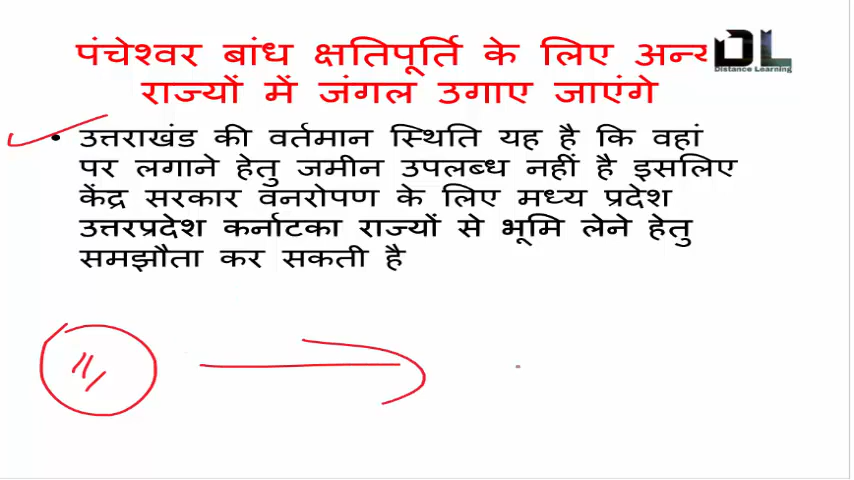 पंचेश्वर बांध क्षतिपूर्ति के लिए अन्य
राज्यों में जंगल उगाए जाएंगे
DL
Distance Learning
• उत्तराखंड की वर्तमान स्थिति यह है कि वहां
पर लगाने हेतु जमीन उपलब्ध नहीं है इसलिए
केंद्र सरकार वनरोपण के लिए मध्य प्रदेश
उत्तरप्रदेश कर्नाटका राज्यों से भूमि लेने हेतु
समझौता कर सकती है